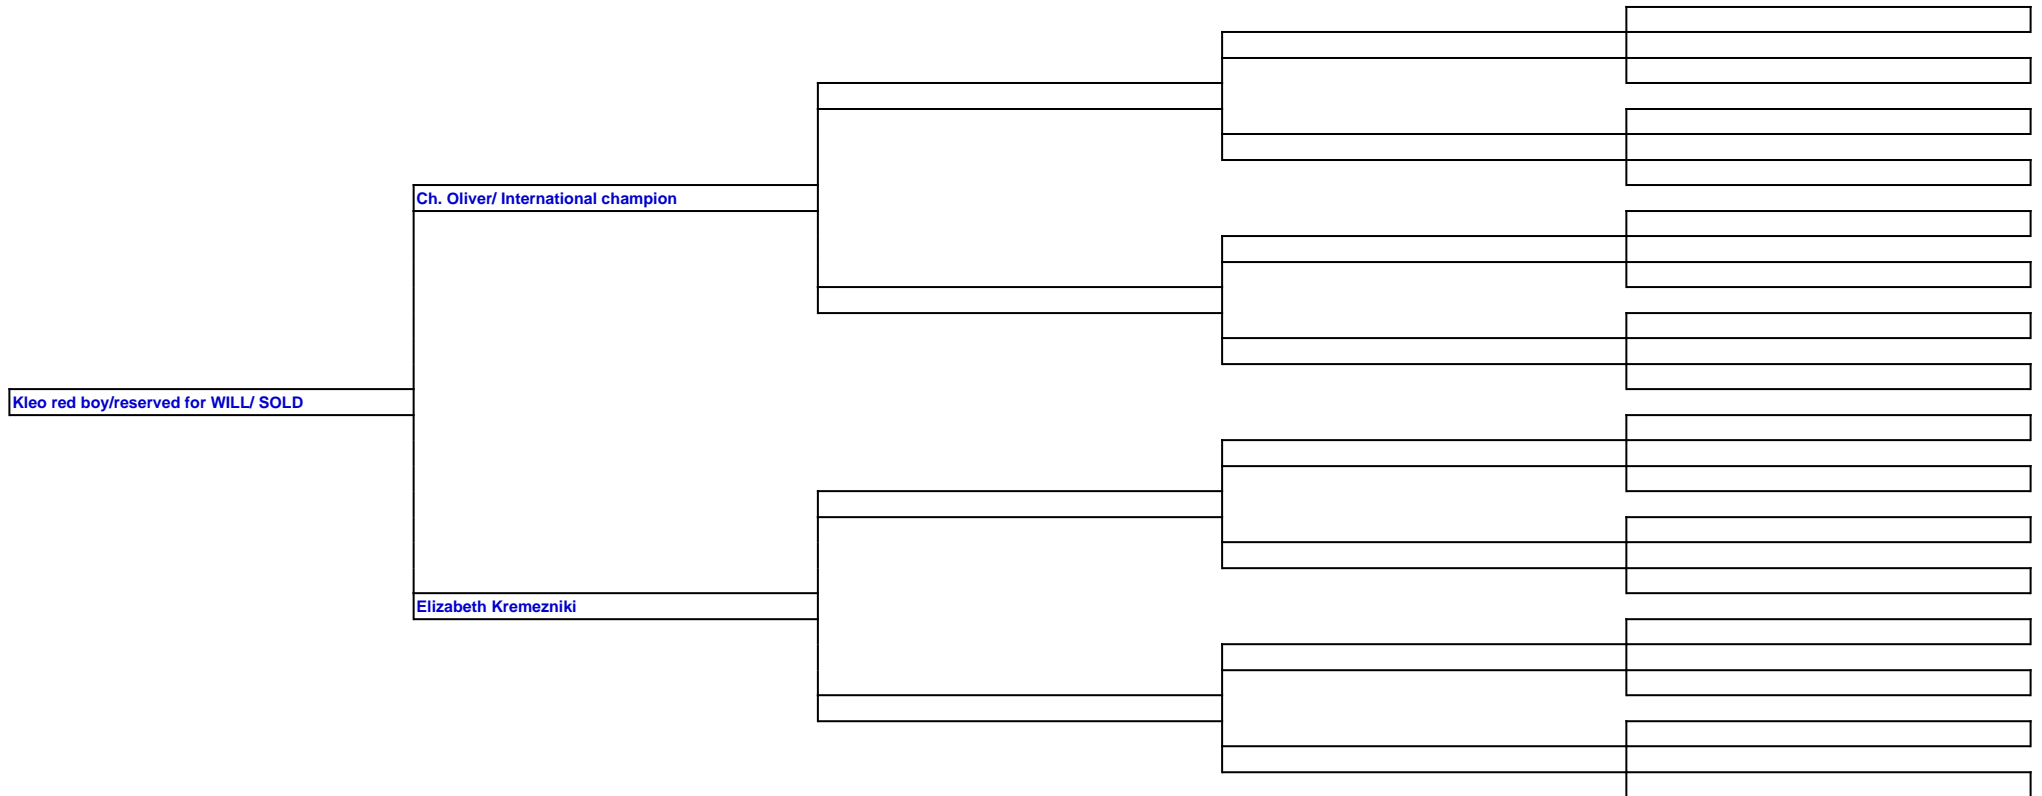 Ch. Oliver/ International champion
Kleo red boy/reserved for WILL/ SOLD
Elizabeth Kremezniki